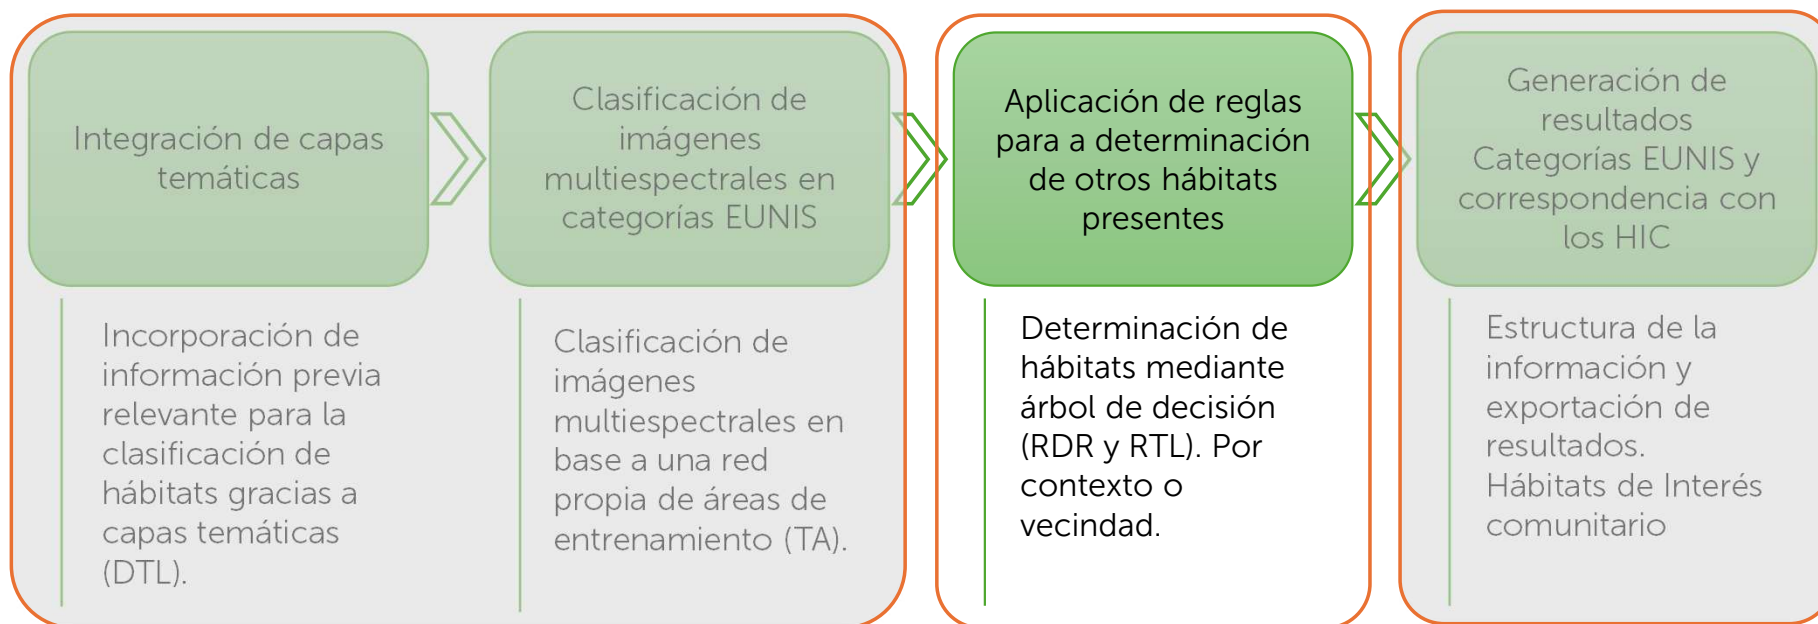 Integración de capas
temáticas
Clasificación de
imágenes
multiespectrales en
categorías EUNIS
Aplicación de reglas
para a determinación
de otros hábitats
presentes
Generación de
resultados
Categorías EUNIS y
correspondencia con
los HIC
Incorporación de
información previa
relevante para la
clasificación de
hábitats gracias a
capas temáticas
(DTL).
Clasificación de
imágenes
multiespectrales en
base a una red
propia de áreas de
entrenamiento (TA).
Determinación de
hábitats mediante
árbol de decisión
(RDR y RTL). Por
contexto o
vecindad.
Estructura de la
información y
exportación de
resultados.
Hábitats de Interés
comunitario